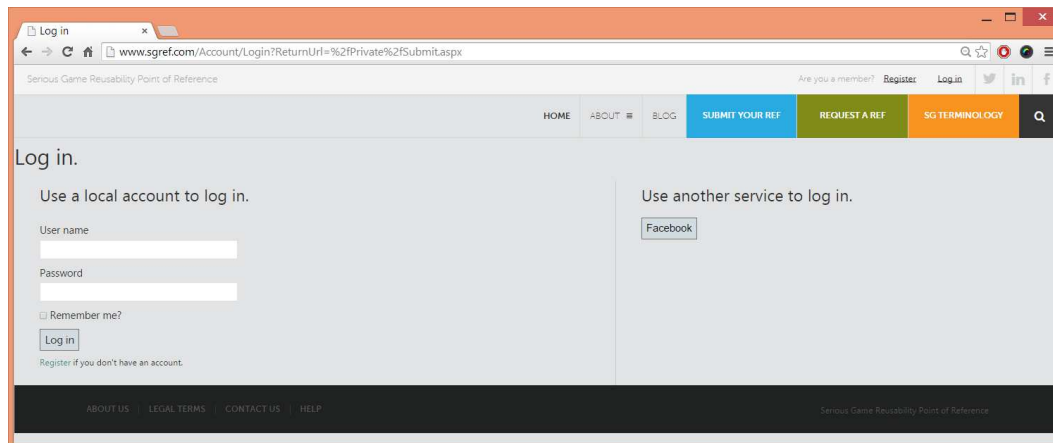 Log in
www.sgref.com/Account/Login?ReturnUrl=%2fPrivate%2fSubmit.aspx
Serious Game Reusability Point of Reference
Are you a member? Register Log in
HOME ABOUT BLOG SUBMIT YOUR REF REQUEST A REF SG TERMINOLOGY
Log in.
Use a local account to log in.
User name
Password
Remember me?
Log in
Register if you don't have an account.
Use another service to log in.
Facebook
ABOUT US | LEGAL TERMS | CONTACT US | HELP
Serious Game Reusability Point of Reference